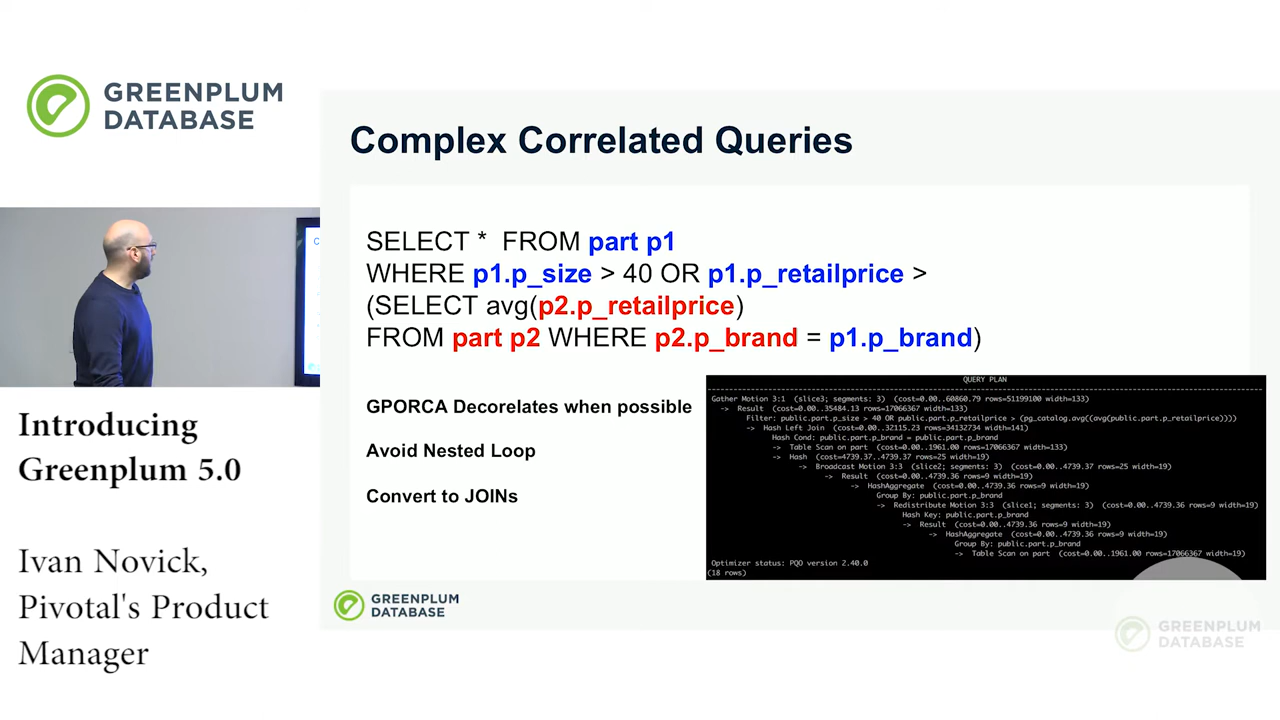 GREENPLUM
DATABASE
Complex Correlated Queries
SELECT * FROM part p1
WHERE p1.p_size > 40 OR p1.p_retailprice >
(SELECT avg(p2.p_retailprice)
FROM part p2 WHERE p2.p_brand = p1.p_brand)
GPORCA Decorelates when possible
Avoid Nested Loop
Convert to JOINs
QUERY PLAN
Gather Motion 3:1 (slice3; segments: 3) (cost=0.00..60860.79 rows=51199100 width=133)
-> Result (cost=0.00..35484.13 rows=17066367 width=133)
Filter: public.part.p_size > 40 OR public.part.p_retailprice > (pg_catalog.avg((avg(public.part.p_retailprice))))
-> Hash Left Join (cost=0.00..32115.23 rows=34132734 width=141)
Hash Cond: public.part.p_brand = public.part.p_brand
-> Table Scan on part (cost=0.00..1961.00 rows=17066367 width=133)
-> Hash (cost=4739.37..4739.37 rows=25 width=19)
-> Broadcast Motion 3:3 (slice2; segments: 3) (cost=0.00..4739.37 rows=25 width=19)
-> Result (cost=0.00..4739.36 rows=9 width=19)
-> HashAggregate (cost=0.00..4739.36 rows=9 width=19)
Group By: public.part.p_brand
-> Redistribute Motion 3:3 (slice1; segments: 3) (cost=0.00..4739.36 rows=9 width=19)
Hash Key: public.part.p_brand
-> Result (cost=0.00..4739.36 rows=9 width=19)
-> HashAggregate (cost=0.00..4739.36 rows=9 width=19)
Group By: public.part.p_brand
-> Table Scan on part (cost=0.00..1961.00 rows=17066367 width=19)
Optimizer status: PQO version 2.40.0
(18 rows)
Introducing
Greenplum 5.0
Ivan Novick,
Pivotal's Product
Manager
GREENPLUM
DATABASE
GREENPLUM
DATABASE